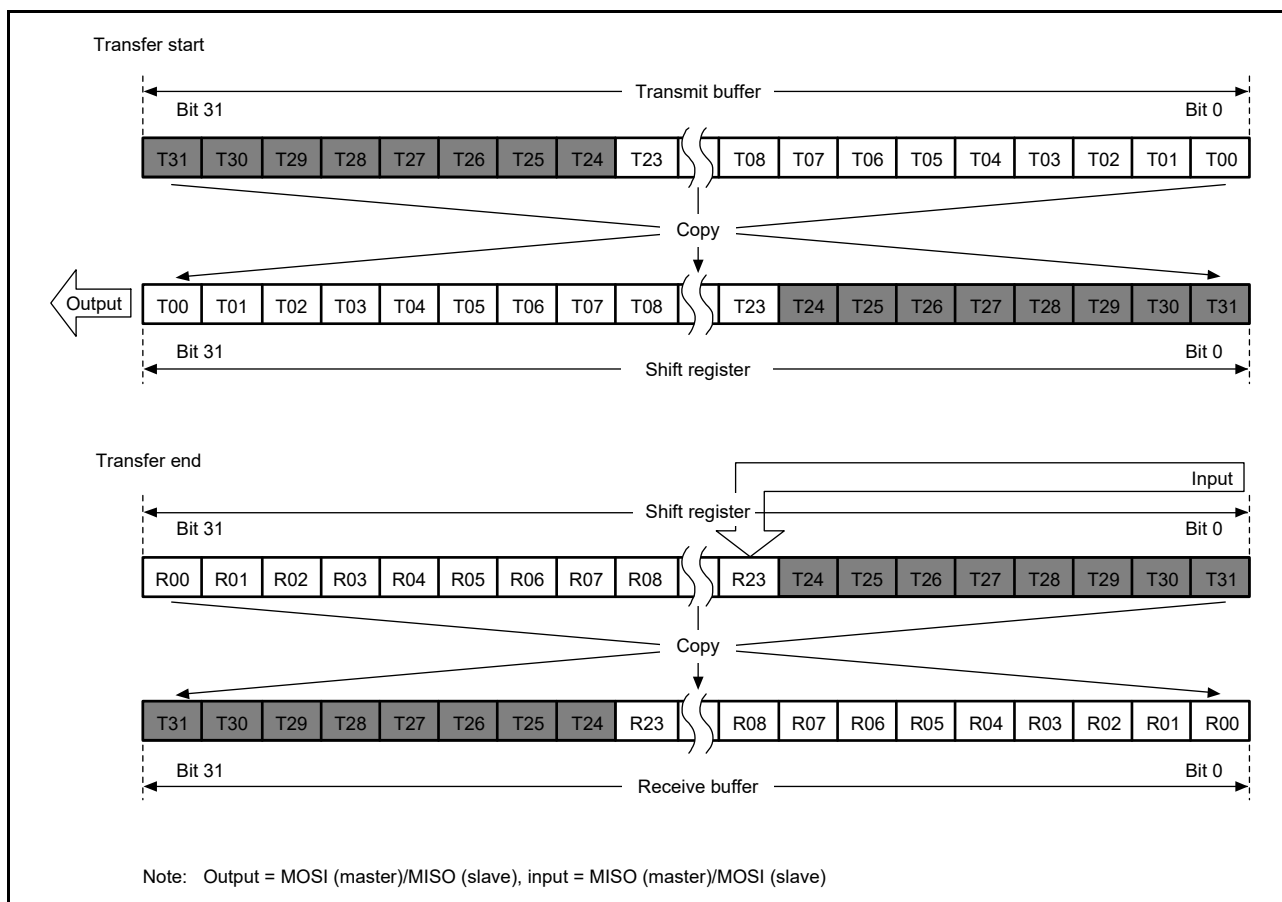 Transfer start
Transmit buffer
Bit 31 Bit 0
T31 T30 T29 T28 T27 T26 T25 T24 T23 T08 T07 T06 T05 T04 T03 T02 T01 T00
Copy
Output T00 T01 T02 T03 T04 T05 T06 T07 T08 T23 T24 T25 T26 T27 T28 T29 T30 T31
Bit 31 Bit 0
Shift register
Transfer end
Input
Shift register
Bit 31 Bit 0
R00 R01 R02 R03 R04 R05 R06 R07 R08 R23 T24 T25 T26 T27 T28 T29 T30 T31
Copy
T31 T30 T29 T28 T27 T26 T25 T24 R23 R08 R07 R06 R05 R04 R03 R02 R01 R00
Bit 31 Bit 0
Receive buffer
Note: Output = MOSI (master)/MISO (slave), input = MISO (master)/MOSI (slave)